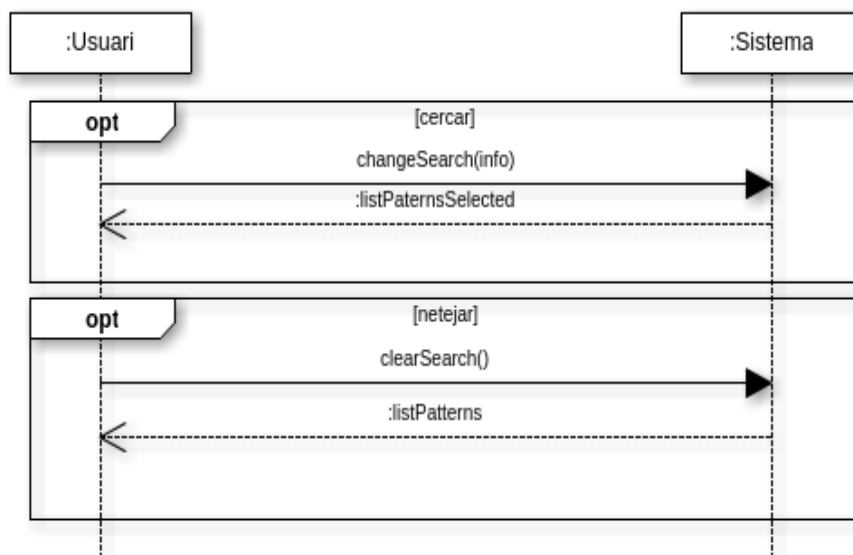 :Usuari
:Sistema
opt
[cercar]
changeSearch(info)
:listPaternsSelected
opt
[netejar]
clearSearch()
:listPatterns